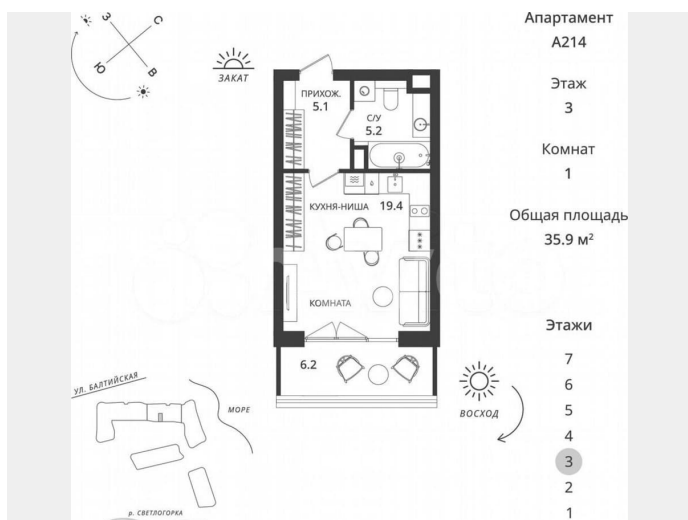 З
С
Ю
В
ЗАКАТ
ПРИХОЖ.
5.1
С/У
5.2
КУХНЯ-НИША
19.4
КОМНАТА
6.2
ВОСХОД
УЛ. БАЛТИЙСКАЯ
МОРЕ
р. СВЕТЛОГОРКА
Апартамент
А214
Этаж
3
Комнат
1
Общая площадь
35.9 м²
Этажи
7
6
5
4
3
2
1